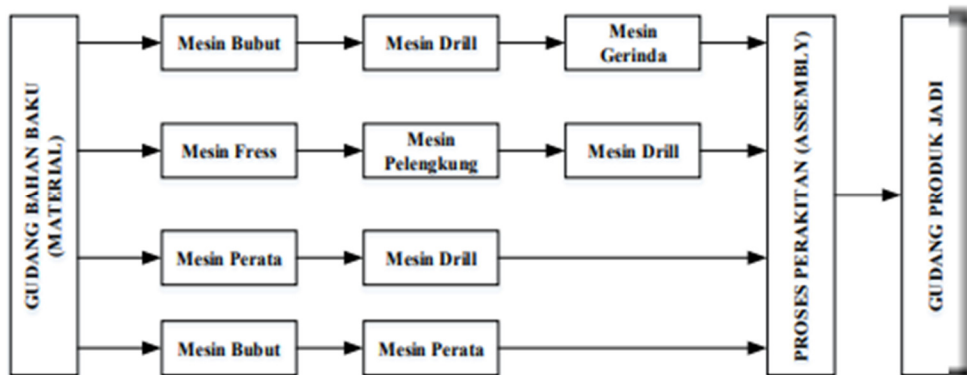 GUDANG BAHAN BAKU
(MATERIAL)
Mesin Bubut
Mesin Drill
Mesin
Gerinda
Mesin Fress
Mesin
Pelengkung
Mesin Drill
Mesin Perata
Mesin Drill
Mesin Bubut
Mesin Perata
PROSES PERAKITAN (ASSEMBLY)
GUDANG PRODUK JADI